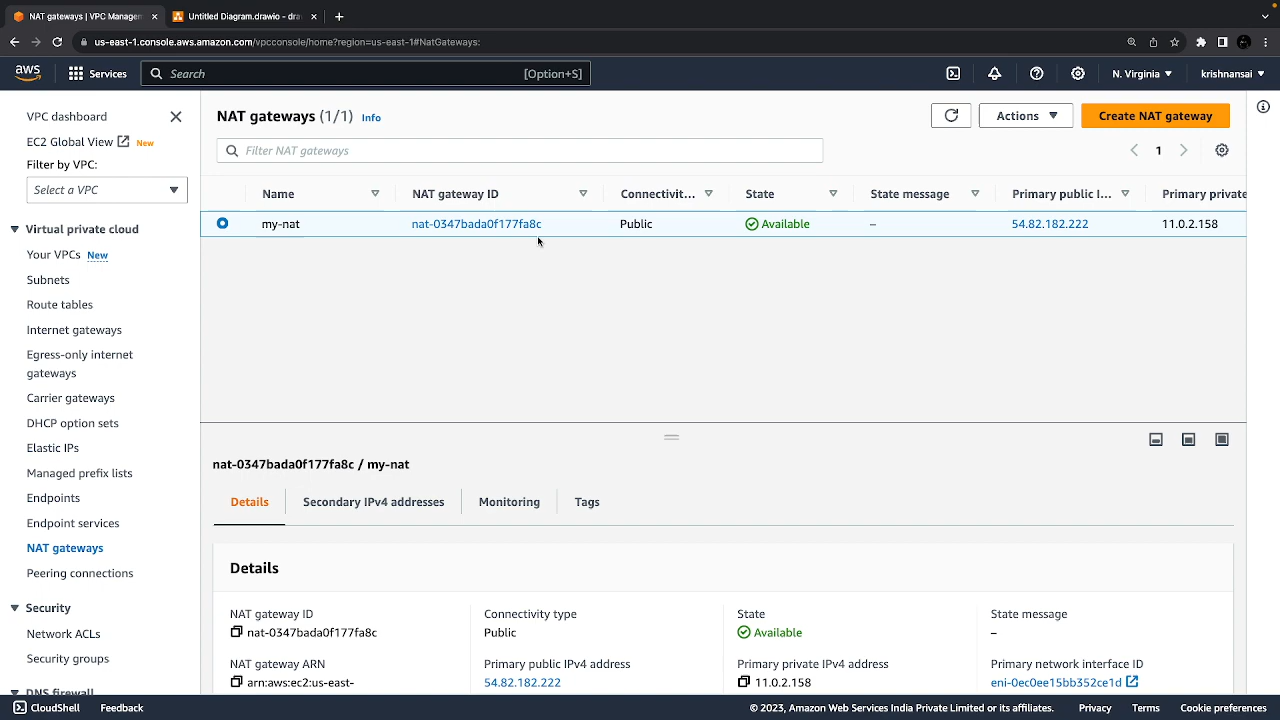 NAT gateways | VPC Manager
Untitled Diagram.drawio - dra
us-east-1.console.aws.amazon.com/vpcconsole/home?region=us-east-1#NatGateways:
aws
Services
Search
[Option+S]
N. Virginia
krishnansai
VPC dashboard
EC2 Global View New
Filter by VPC:
Select a VPC
Virtual private cloud
Your VPCs New
Subnets
Route tables
Internet gateways
Egress-only internet
gateways
Carrier gateways
DHCP option sets
Elastic IPs
Managed prefix lists
Endpoints
Endpoint services
NAT gateways
Peering connections
Security
Network ACLs
Security groups
DNS firewall
NAT gateways (1/1) Info
Actions
Create NAT gateway
Filter NAT gateways
1
Name NAT gateway ID Connectivit... State State message Primary public I... Primary private
my-nat nat-0347bada0f177fa8c Public Available – 54.82.182.222 11.0.2.158
nat-0347bada0f177fa8c / my-nat
Details Secondary IPv4 addresses Monitoring Tags
Details
NAT gateway ID Connectivity type State State message
nat-0347bada0f177fa8c Public Available –
NAT gateway ARN Primary public IPv4 address Primary private IPv4 address Primary network interface ID
arn:aws:ec2:us-east- 54.82.182.222 11.0.2.158 eni-0ec0ee15bb352ce1d
CloudShell Feedback © 2023, Amazon Web Services India Private Limited or its affiliates. Privacy Terms Cookie preferences